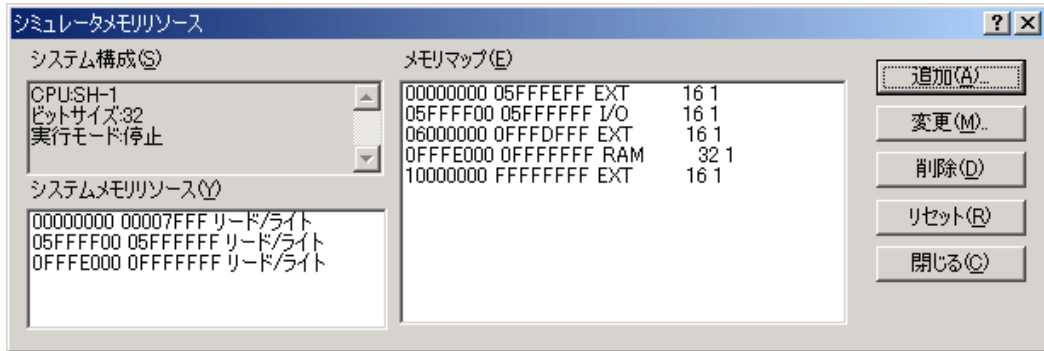 シミュレータメモリリソース
システム構成(S)
CPU:SH-1
ビットサイズ:32
実行モード:停止
システムメモリリソース(Y)
00000000 00007FFF リード/ライト
05FFFF00 05FFFFFF リード/ライト
0FFFE000 0FFFFFFF リード/ライト
メモリマップ(E)
00000000 05FFFEFF EXT 16 1
05FFFF00 05FFFFFF I/O 16 1
06000000 0FFFDFFF EXT 16 1
0FFFE000 0FFFFFFF RAM 32 1
10000000 FFFFFFFF EXT 16 1
追加(A)...
変更(M)..
削除(D)
リセット(R)
閉じる(C)